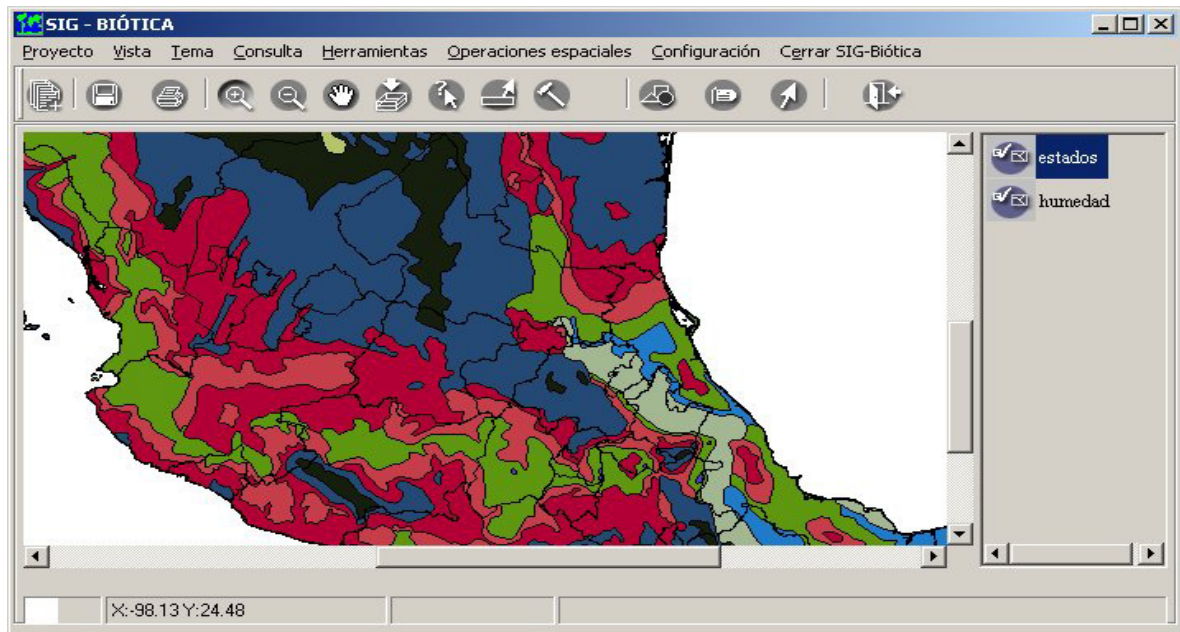 SIG - BIÓTICA
Proyecto Vista Tema Consulta Herramientas Operaciones espaciales Configuración Cerrar SIG-Biótica
estados
humedad
X:-98.13 Y:24.48